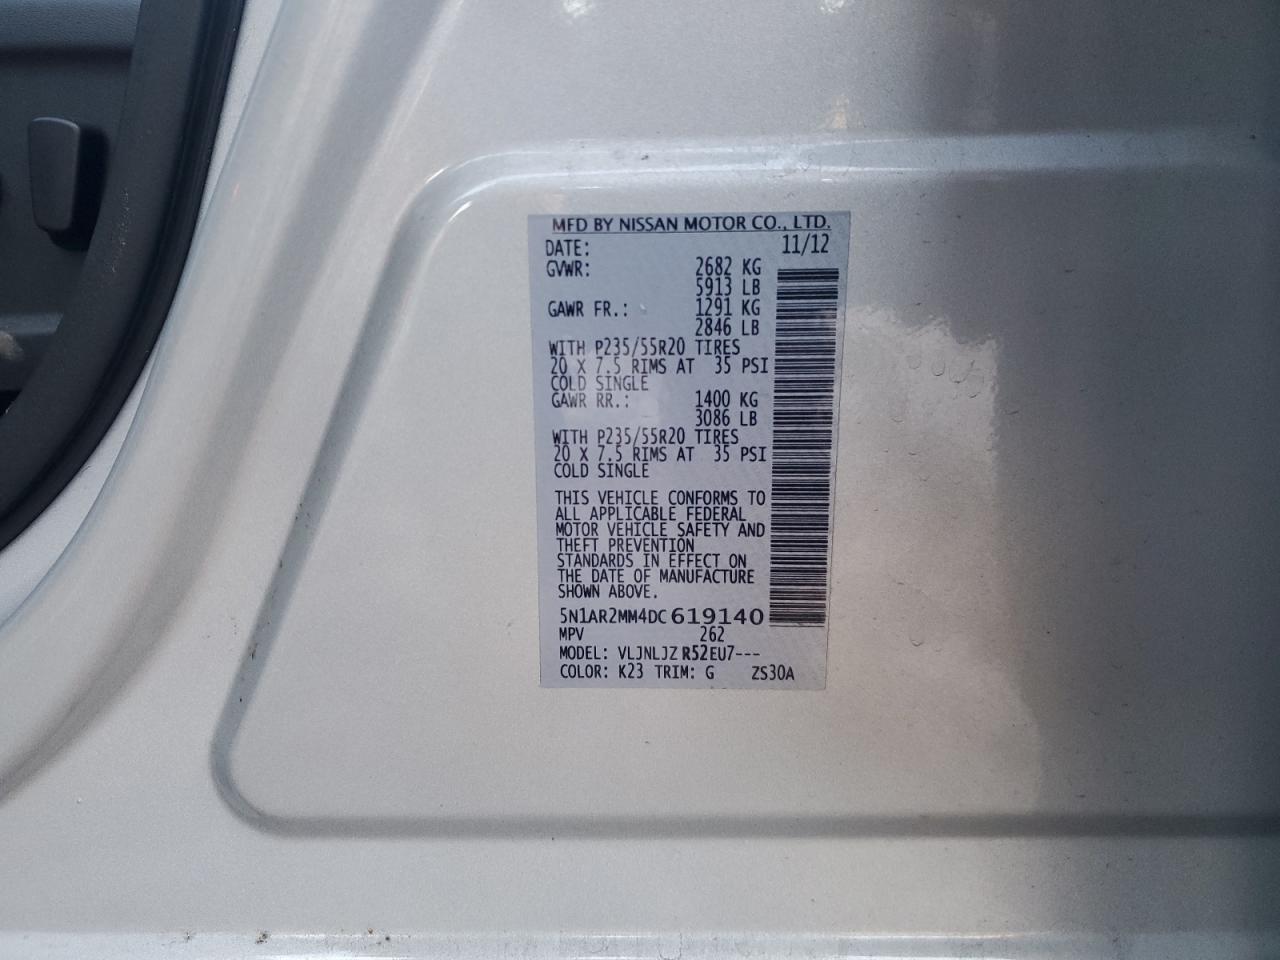 MFD BY NISSAN MOTOR CO., LTD.
DATE: 11/12
GVWR: 2682 KG
5913 LB
GAWR FR.: 1291 KG
2846 LB
WITH P235/55R20 TIRES
20 X 7.5 RIMS AT 35 PSI
COLD SINGLE
GAWR RR.: 1400 KG
3086 LB
WITH P235/55R20 TIRES
20 X 7.5 RIMS AT 35 PSI
COLD SINGLE
THIS VEHICLE CONFORMS TO
ALL APPLICABLE FEDERAL
MOTOR VEHICLE SAFETY AND
THEFT PREVENTION
STANDARDS IN EFFECT ON
THE DATE OF MANUFACTURE
SHOWN ABOVE.
5N1AR2MM4DC619140
MPV 262
MODEL: VLJNLJZ R52EU7---
COLOR: K23 TRIM: G ZS30A